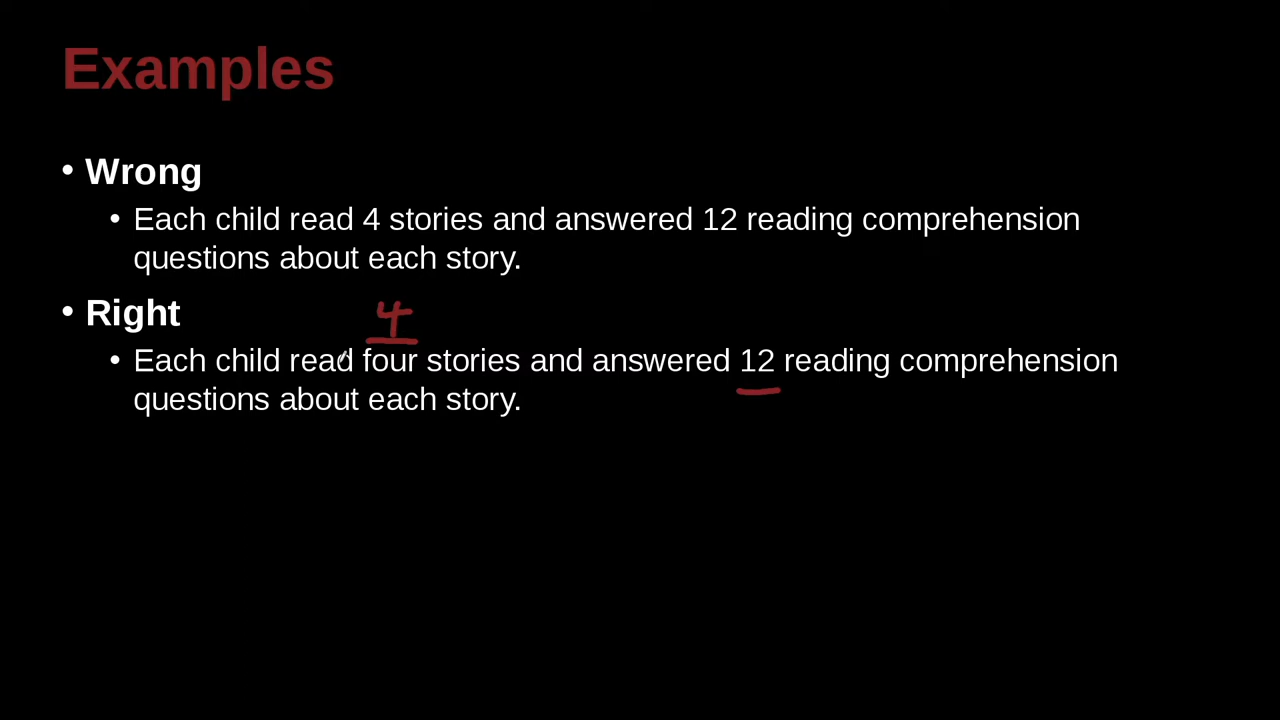 Examples
• Wrong
• Each child read 4 stories and answered 12 reading comprehension
questions about each story.
• Right
4
• Each child read four stories and answered 12 reading comprehension
questions about each story.